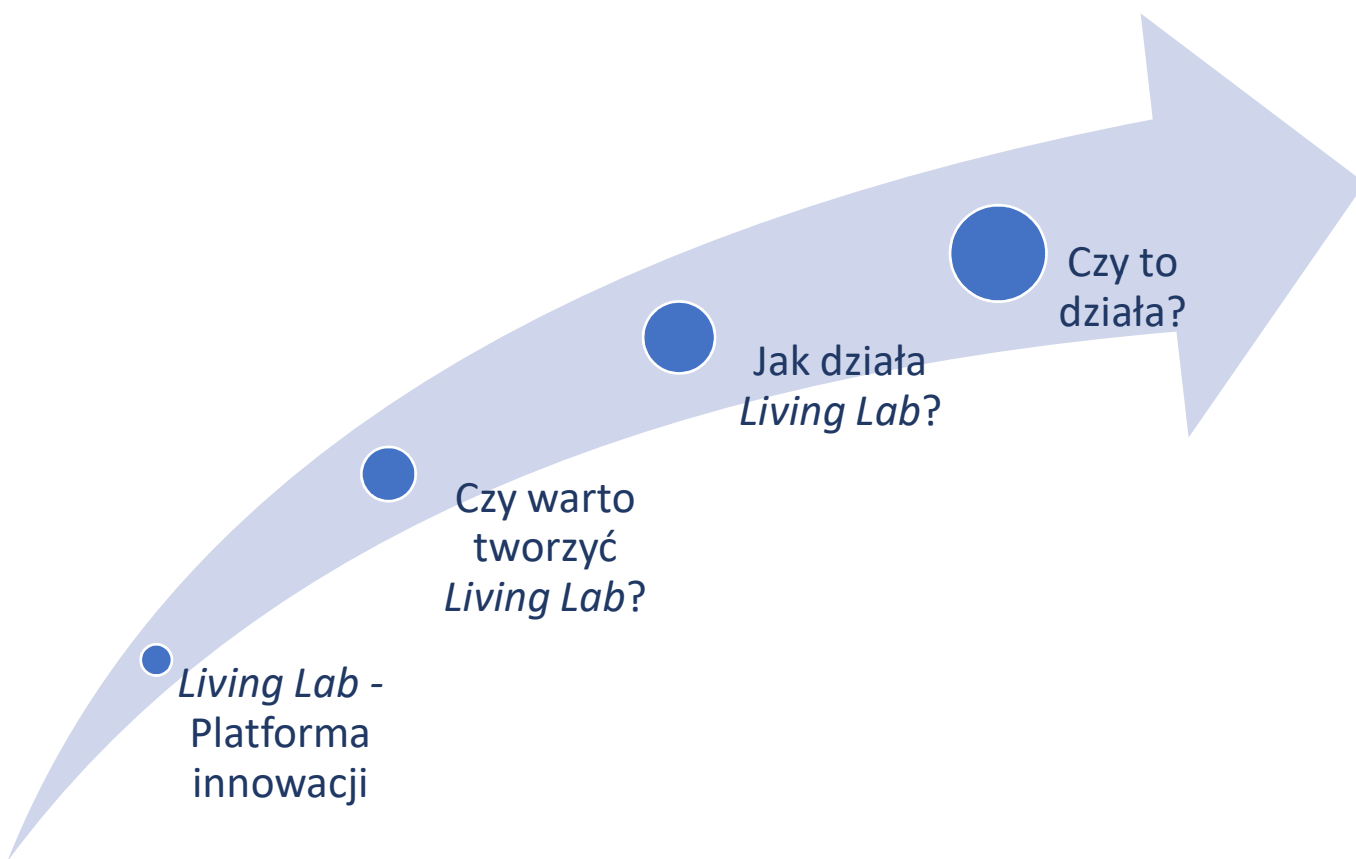 Living Lab -
Platforma
innowacji
Czy warto
tworzyć
Living Lab?
Jak działa
Living Lab?
Czy to
działa?